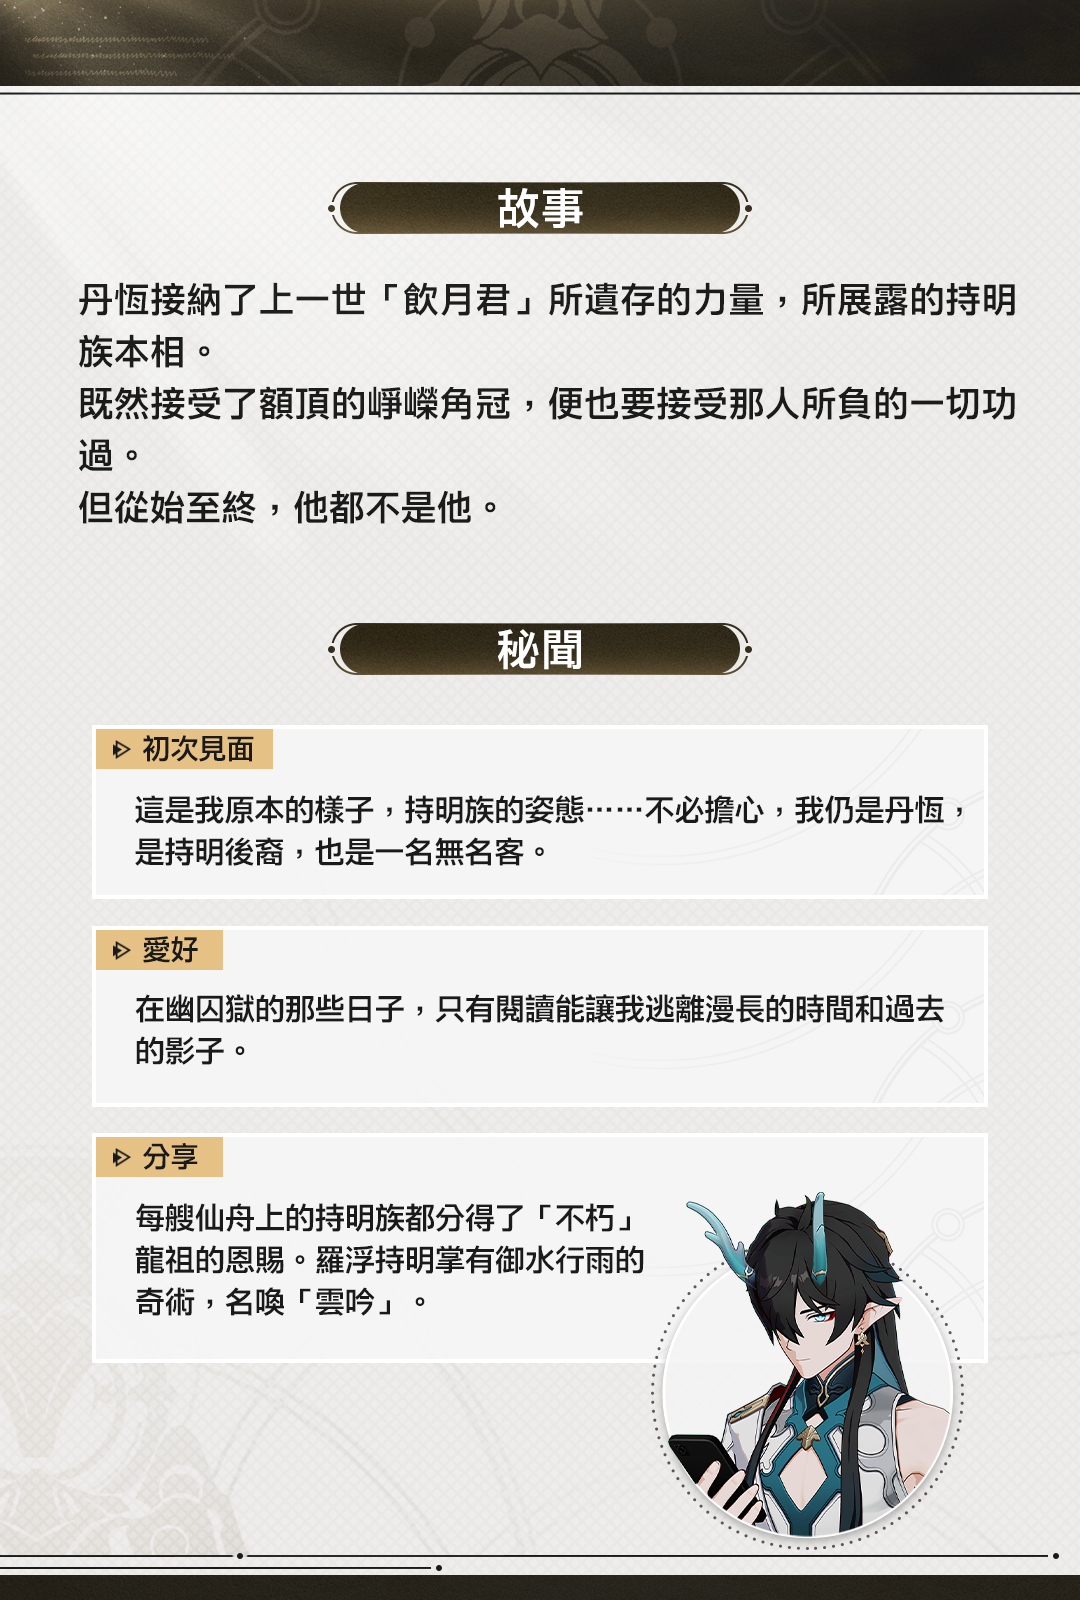 故事
丹恆接納了上一世「飲月君」所遺存的力量，所展露的持明
族本相。
既然接受了額頂的崢嶸角冠，便也要接受那人所負的一切功
過。
但從始至終，他都不是他。
秘聞
初次見面
這是我原本的樣子，持明族的姿態……不必擔心，我仍是丹恆，
是持明後裔，也是一名無名客。
愛好
在幽囚獄的那些日子，只有閱讀能讓我逃離漫長的時間和過去
的影子。
分享
每艘仙舟上的持明族都分得了「不朽」
龍祖的恩賜。羅浮持明掌有御水行雨的
奇術，名喚「雲吟」。